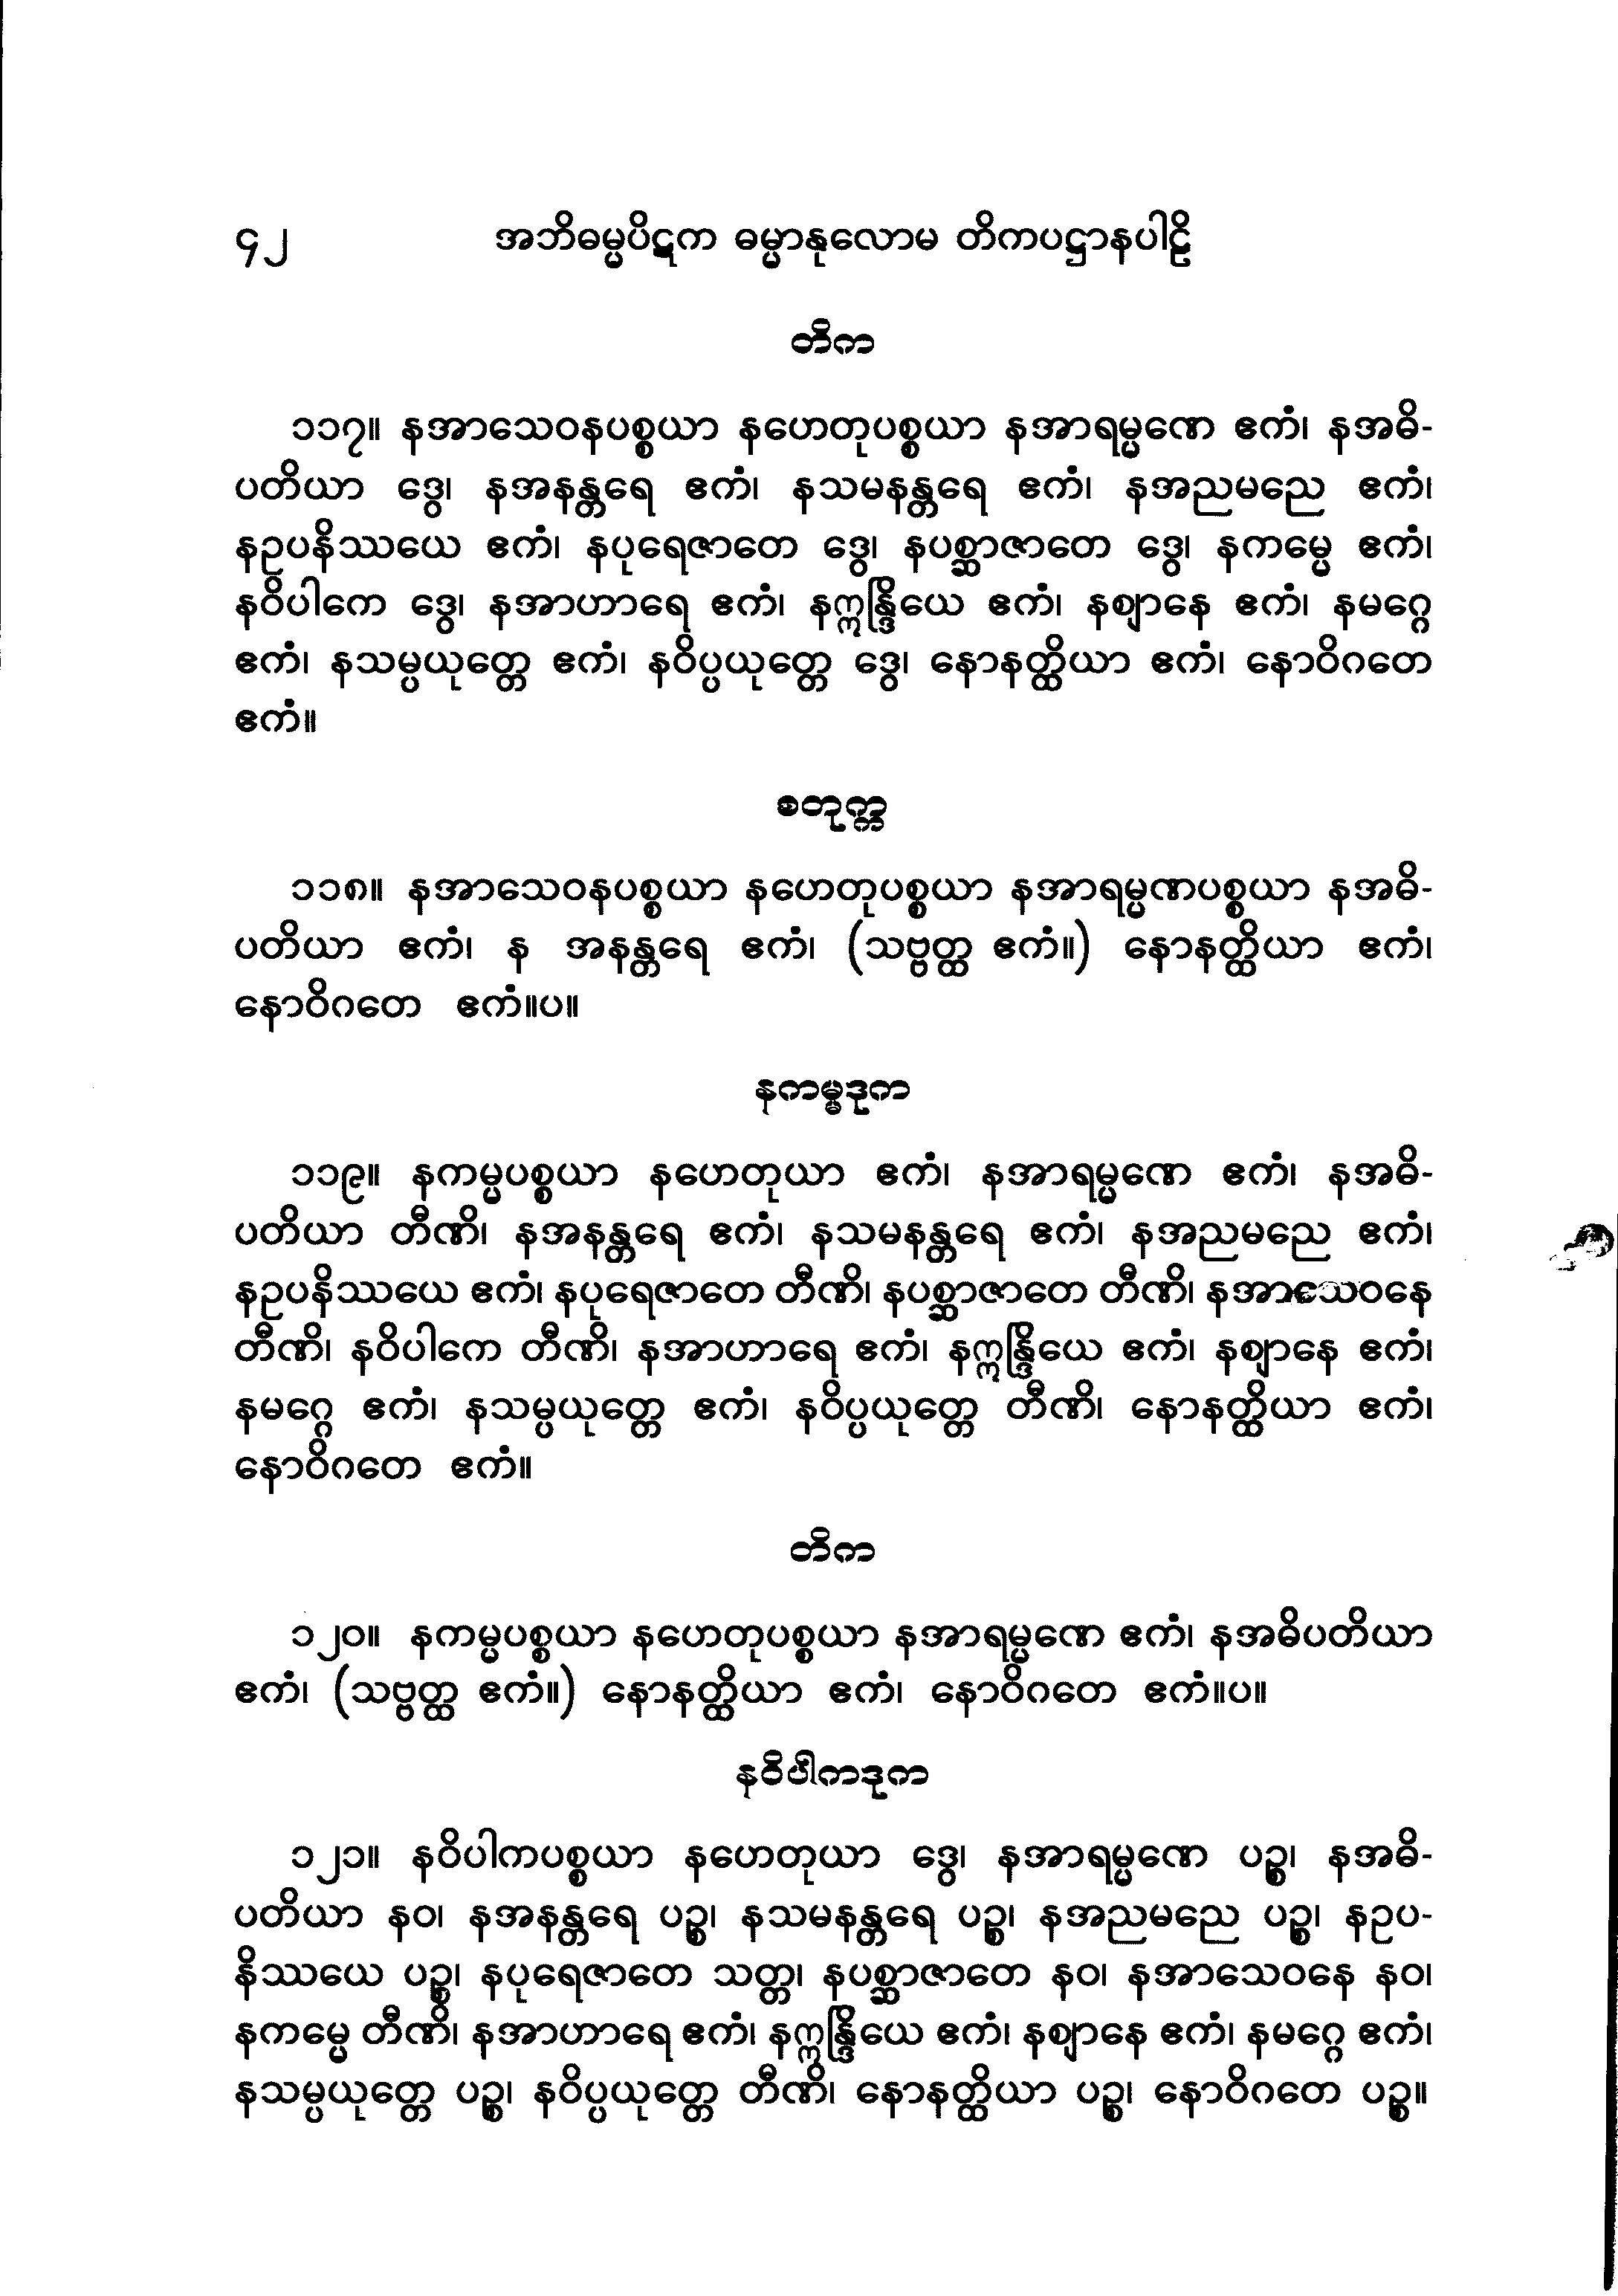 ၄၂ အဘိဓမ္မပိဋက ဓမ္မာနုလောမ တိကပဋ္ဌာနပါဠိ
တိက
၁၁၇။ နအာသေဝနပစ္စယာ နဟေတုပစ္စယာ နအာရမ္မဏေ ဧကံ၊ နအဓိ-
ပတိယာ ဒွေ၊ နအနန္တရေ ဧကံ၊ နသမနန္တရေ ဧကံ၊ နအညမညေ ဧကံ၊
နဥပနိဿယေ ဧကံ၊ နပုရေဇာတေ ဒွေ၊ နပစ္ဆာဇာတေ ဒွေ၊ နကမ္မေ ဧကံ၊
နဝိပါကေ ဒွေ၊ နအာဟာရေ ဧကံ၊ နဣန္ဒြိယေ ဧကံ၊ နဈာနေ ဧကံ၊ နမဂ္ဂေ
ဧကံ၊ နသမ္ပယုတ္တေ ဧကံ၊ နဝိပ္ပယုတ္တေ ဒွေ၊ နောနတ္ထိယာ ဧကံ၊ နောဝိဂတေ
ဧကံ။
စတုက္က
၁၁၈။ နအာသေဝနပစ္စယာ နဟေတုပစ္စယာ နအာရမ္မဏပစ္စယာ နအဓိ-
ပတိယာ ဧကံ၊ န အနန္တရေ ဧကံ၊ (သဗ္ဗတ္ထ ဧကံ။) နောနတ္ထိယာ ဧကံ၊
နောဝိဂတေ ဧကံ။ပ။
နကမ္မဒုက
၁၁၉။ နကမ္မပစ္စယာ နဟေတုယာ ဧကံ၊ နအာရမ္မဏေ ဧကံ၊ နအဓိ-
ပတိယာ တီဏိ၊ နအနန္တရေ ဧကံ၊ နသမနန္တရေ ဧကံ၊ နအညမညေ ဧကံ၊
နဥပနိဿယေ ဧကံ၊ နပုရေဇာတေ တီဏိ၊ နပစ္ဆာဇာတေ တီဏိ၊ နအာသေဝနေ
တီဏိ၊ နဝိပါကေ တီဏိ၊ နအာဟာရေ ဧကံ၊ နဣန္ဒြိယေ ဧကံ၊ နဈာနေ ဧကံ၊
နမဂ္ဂေ ဧကံ၊ နသမ္ပယုတ္တေ ဧကံ၊ နဝိပ္ပယုတ္တေ တီဏိ၊ နောနတ္ထိယာ ဧကံ၊
နောဝိဂတေ ဧကံ။
တိက
၁၂၀။ နကမ္မပစ္စယာ နဟေတုပစ္စယာ နအာရမ္မဏေ ဧကံ၊ နအဓိပတိယာ
ဧကံ၊ (သဗ္ဗတ္ထ ဧကံ။) နောနတ္ထိယာ ဧကံ၊ နောဝိဂတေ ဧကံ။ပ။
နဝိပါကဒုက
၁၂၁။ နဝိပါကပစ္စယာ နဟေတုယာ ဒွေ၊ နအာရမ္မဏေ ပဉ္စ၊ နအဓိ-
ပတိယာ နဝ၊ နအနန္တရေ ပဉ္စ၊ နသမနန္တရေ ပဉ္စ၊ နအညမညေ ပဉ္စ၊ နဥပ-
နိဿယေ ပဉ္စ၊ နပုရေဇာတေ သတ္တ၊ နပစ္ဆာဇာတေ နဝ၊ နအာသေဝနေ နဝ၊
နကမ္မေ တီဏိ၊ နအာဟာရေ ဧကံ၊ နဣန္ဒြိယေ ဧကံ၊ နဈာနေ ဧကံ၊ နမဂ္ဂေ ဧကံ၊
နသမ္ပယုတ္တေ ပဉ္စ၊ နဝိပ္ပယုတ္တေ တီဏိ၊ နောနတ္ထိယာ ပဉ္စ၊ နောဝိဂတေ ပဉ္စ။